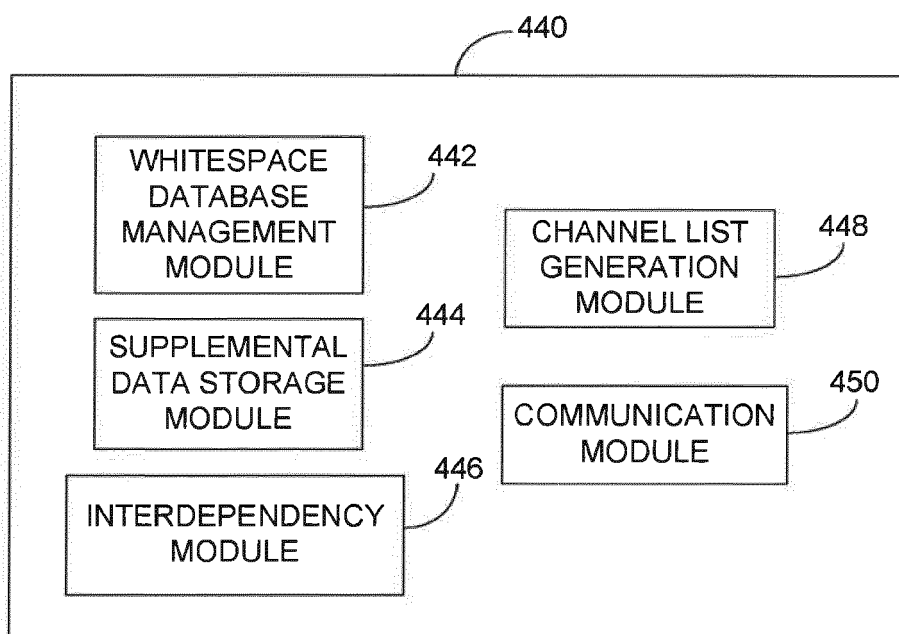 440
WHITESPACE
DATABASE
MANAGEMENT
MODULE
442
SUPPLEMENTAL
DATA STORAGE
MODULE
444
INTERDEPENDENCY
MODULE
446
CHANNEL LIST
GENERATION
MODULE
448
COMMUNICATION
MODULE
450